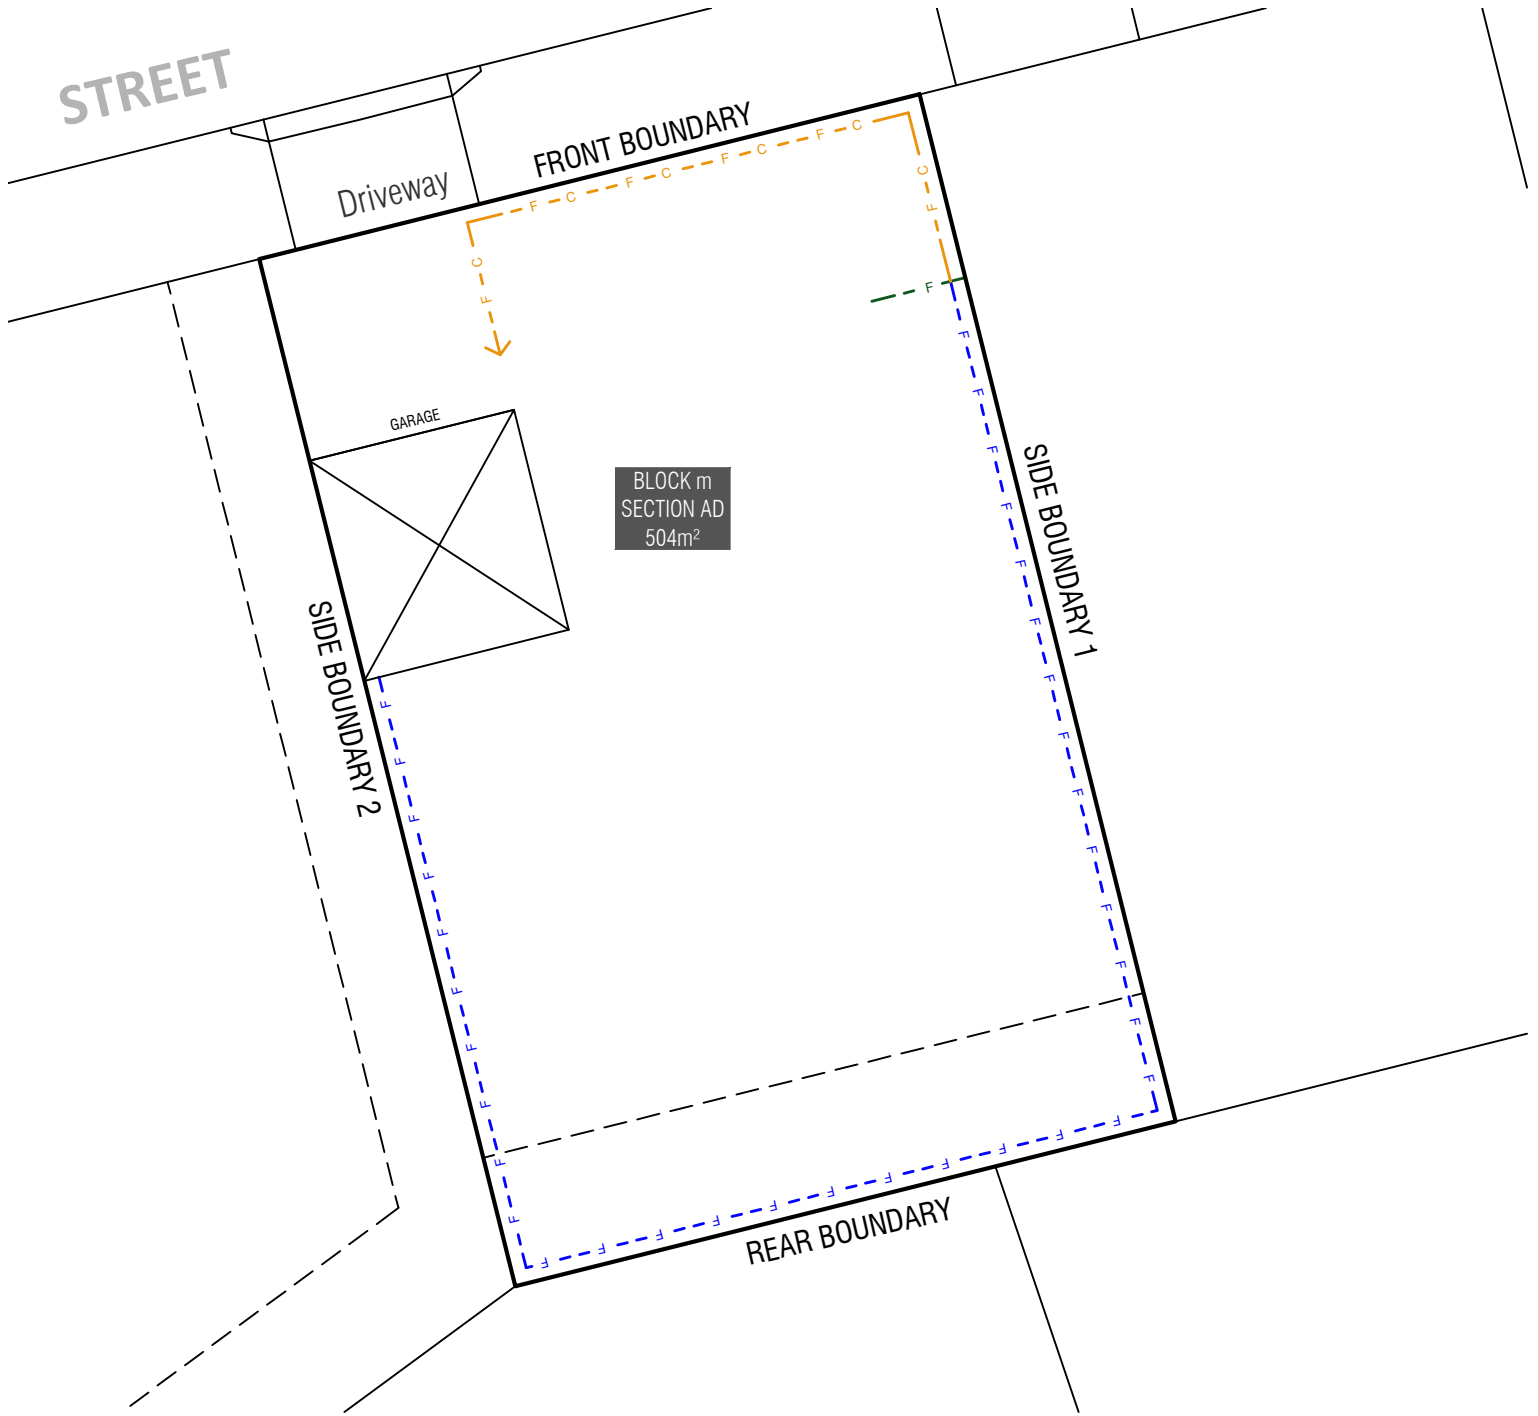 STREET
FRONT BOUNDARY
Driveway
F C F C F C F C
C F
C F
F
GARAGE
BLOCK m
SECTION AD
504m²
SIDE BOUNDARY 1
F F F F F F F F F F F F F F
SIDE BOUNDARY 2
F F F F F F F F F F
F F F F F F F F F F F
REAR BOUNDARY